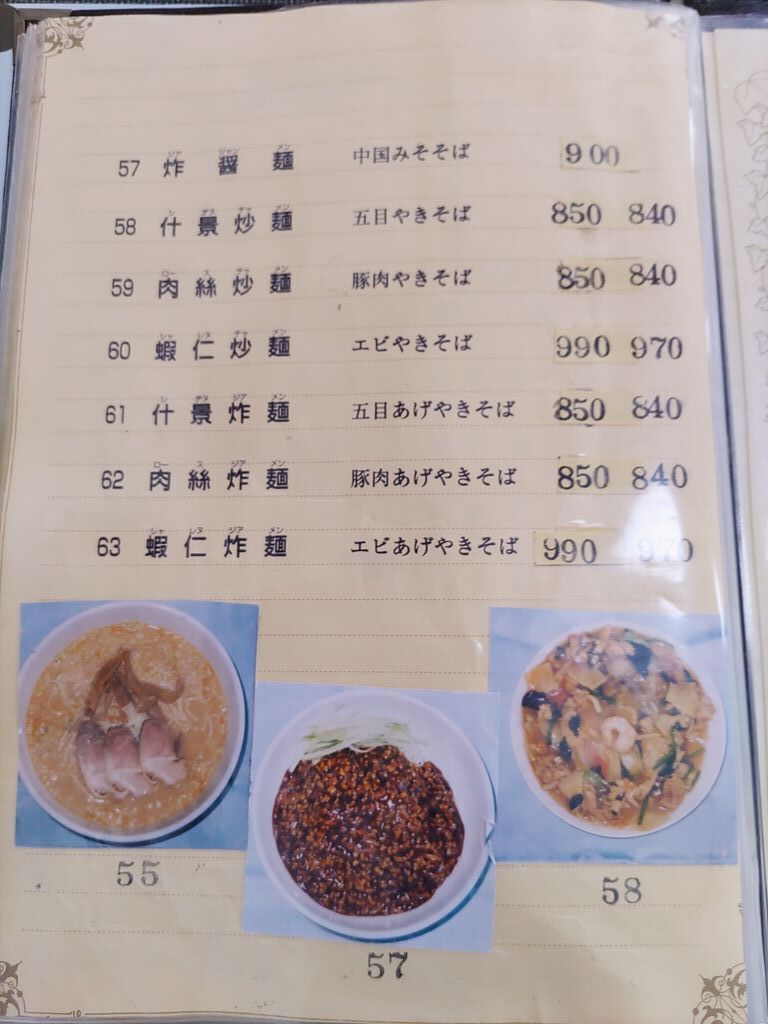 57 炸醤麺 中国みそそば 900
58 什景炒麺 五目やきそば 850 840
59 肉絲炒麺 豚肉やきそば 850 840
60 蝦仁炒麺 エビやきそば 990 970
61 什景炸麺 五目あげやきそば 850 840
62 肉絲炸麺 豚肉あげやきそば 850 840
63 蝦仁炸麺 エビあげやきそば 990 970
55
58
57
10